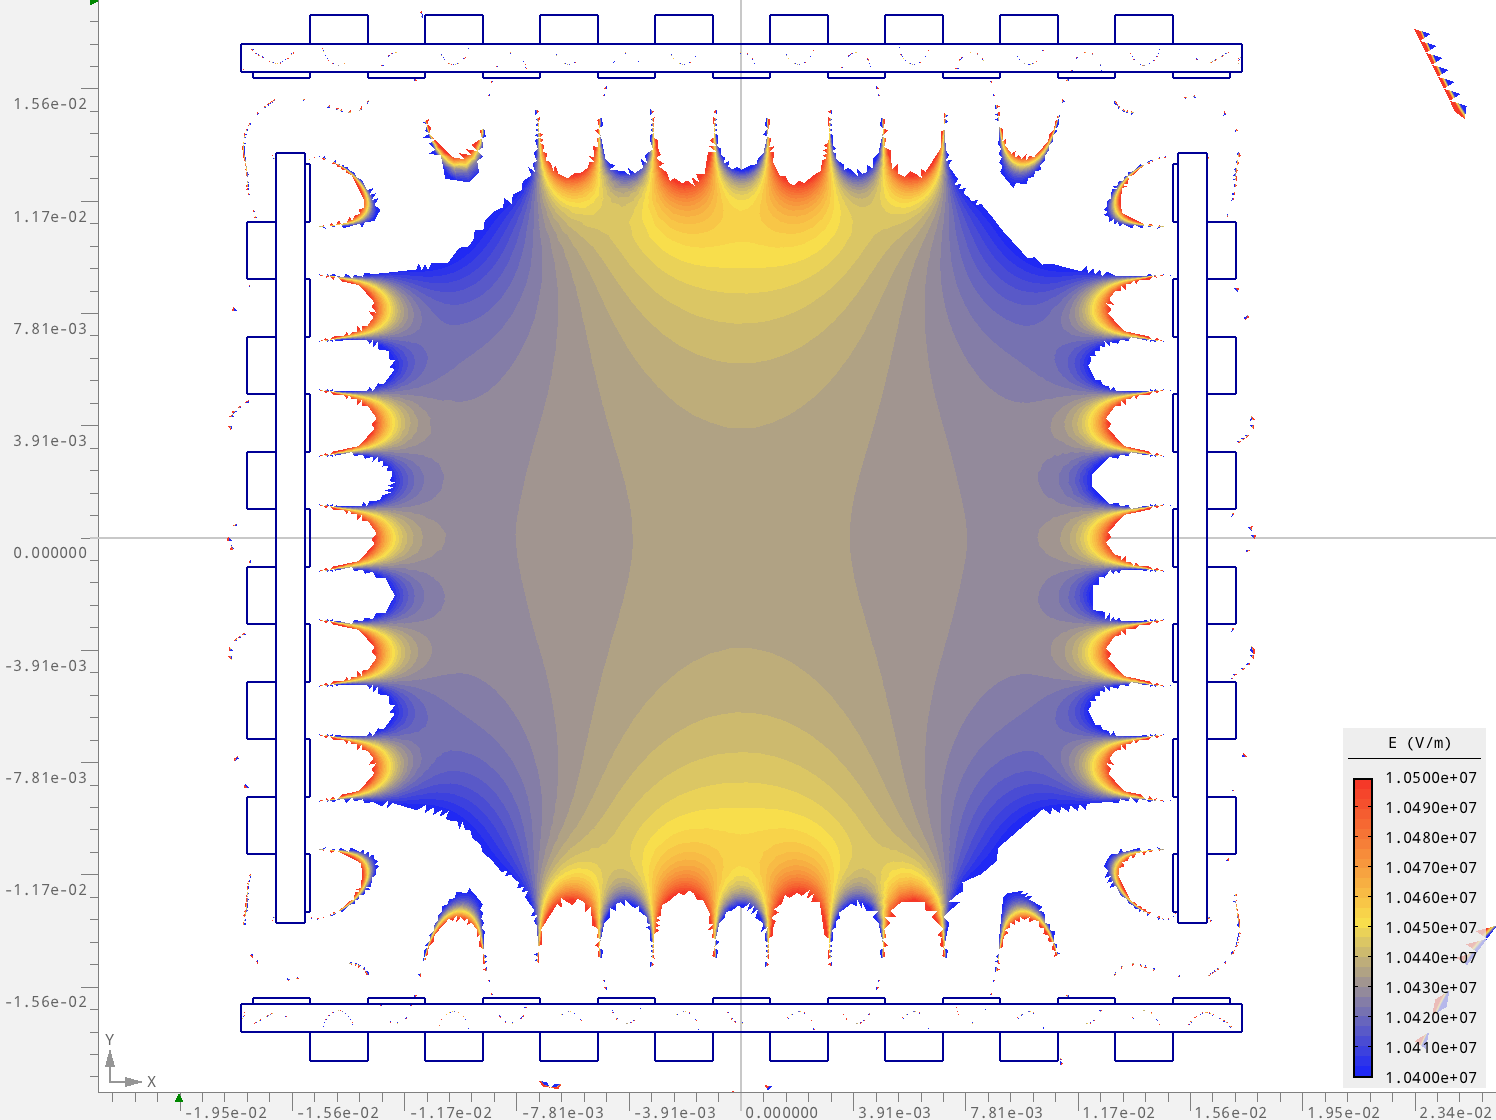 1.56e-02
1.17e-02
7.81e-03
3.91e-03
0.000000
-3.91e-03
-7.81e-03
-1.17e-02
-1.56e-02
Y
X
-1.95e-02
-1.56e-02
-1.17e-02
-7.81e-03
-3.91e-03
0.000000
3.91e-03
7.81e-03
1.17e-02
1.56e-02
1.95e-02
2.34e-02
E (V/m)
1.0500e+07
1.0490e+07
1.0480e+07
1.0470e+07
1.0460e+07
1.0450e+07
1.0440e+07
1.0430e+07
1.0420e+07
1.0410e+07
1.0400e+07